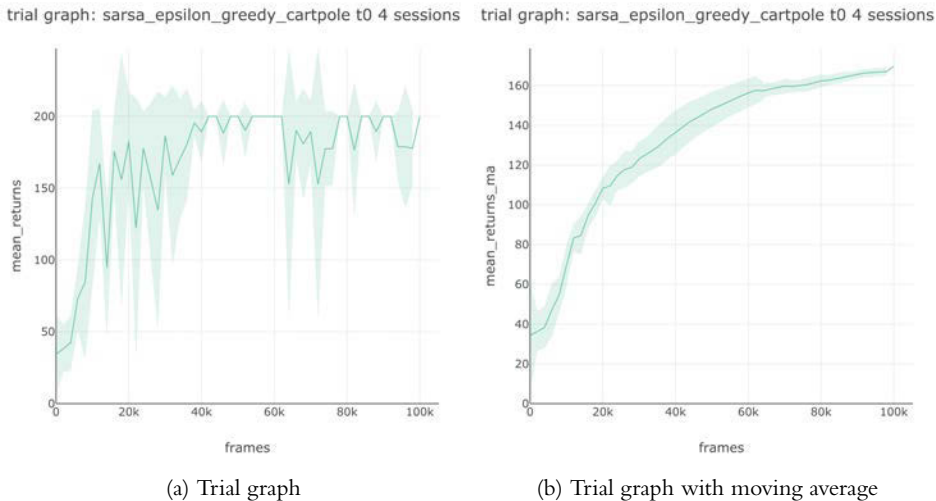 trial graph: sarsa_epsilon_greedy_cartpole t0 4 sessions
200
150
100
50
0
mean_returns
0
20k
40k
60k
80k
100k
frames
(a) Trial graph
trial graph: sarsa_epsilon_greedy_cartpole t0 4 sessions
160
140
120
100
80
60
40
20
0
mean_returns_ma
0
20k
40k
60k
80k
100k
frames
(b) Trial graph with moving average